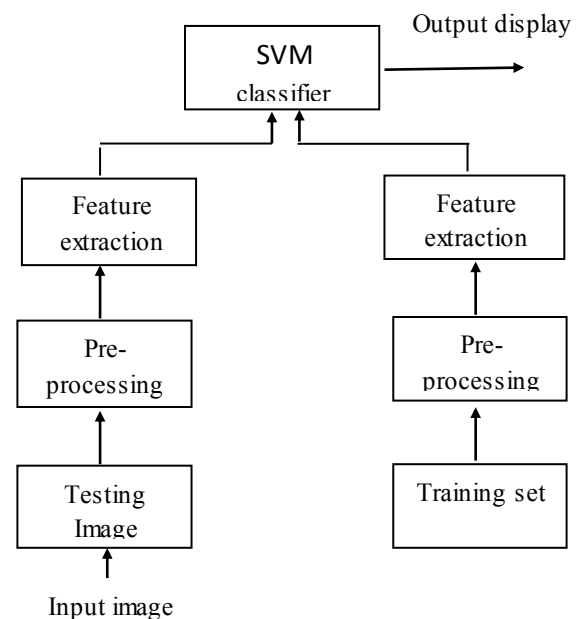 Output display
SVM
classifier
Feature
extraction
Feature
extraction
Pre-
processing
Pre-
processing
Testing
Image
Training set
Input image